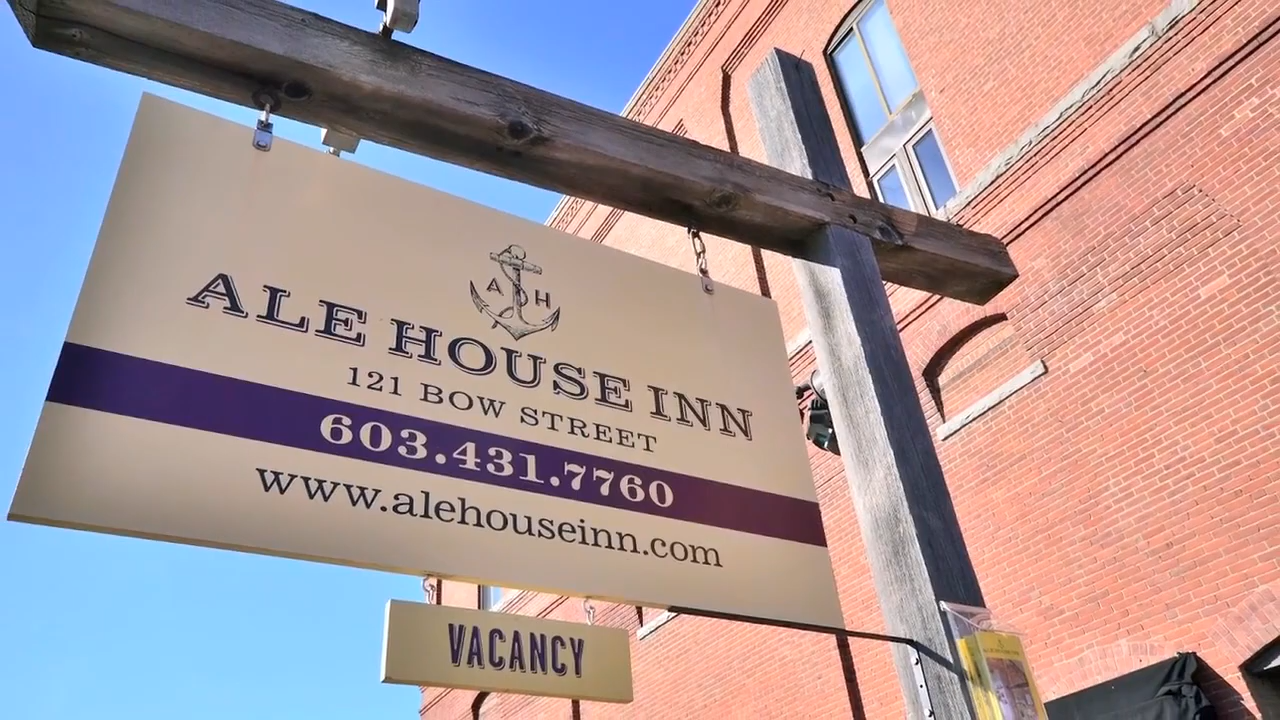 A H
ALE HOUSE INN
121 BOW STREET
603.431.7760
www.alehouseinn.com
VACANCY